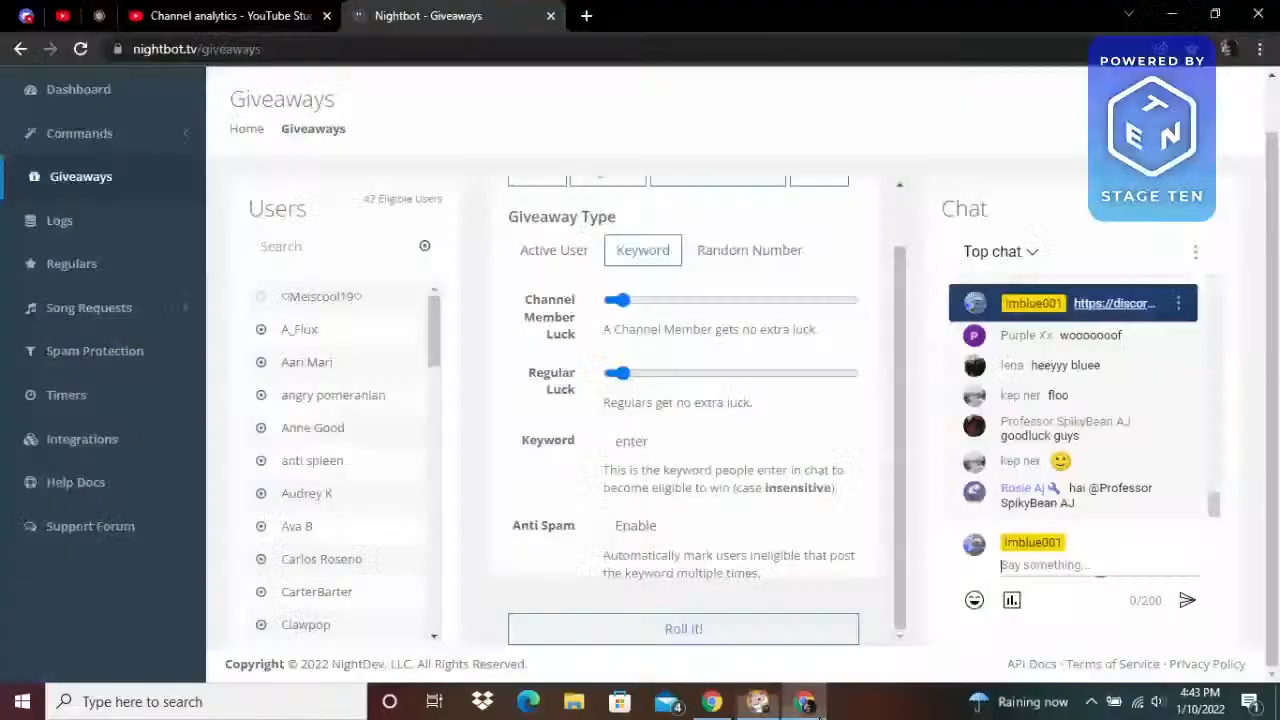 Channel analytics - YouTube Stu
Nightbot - Giveaways
nightbot.tv/giveaways
POWERED BY
TEN
STAGE TEN
Dashboard
Commands
Giveaways
Logs
Regulars
Song Requests
Spam Protection
Timers
Integrations
Help Docs
Support Forum
Giveaways
Home Giveaways
Users
42 Eligible Users
Search
♡Meiscool19♡
A_Flux
Aari Mari
angry pomeranian
Anne Good
anti spleen
Audrey K
Ava B
Carlos Roseno
CarterBarter
Clawpop
Giveaway Type
Active User Keyword Random Number
Channel
Member
Luck
A Channel Member gets no extra luck.
Regular
Luck
Regulars get no extra luck.
Keyword enter
This is the keyword people enter in chat to
become eligible to win (case insensitive)
Anti Spam Enable
Automatically mark users ineligible that post
the keyword multiple times.
Roll It!
Chat
Top chat
Imblue001 https://discor...
P Purple Xx wooooooof
lena heeyyy bluee
kep ner floo
Professor SpikyBean AJ
goodluck guys
kep ner 🙂
Rosie Aj hai @Professor
SpikyBean AJ
Imblue001
Say something...
0/200
Copyright © 2022 NightDev, LLC. All Rights Reserved.
API Docs - Terms of Service - Privacy Policy
Type here to search
4
Raining now
4:43 PM
1/10/2022
1